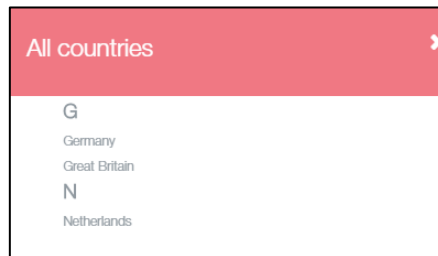 All countries
G
Germany
Great Britain
N
Netherlands